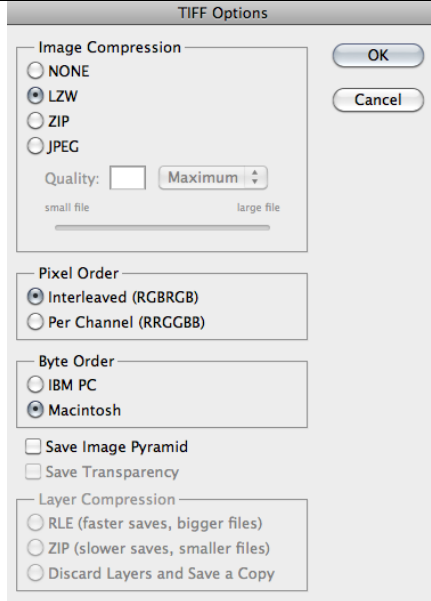 TIFF Options
Image Compression
NONE
LZW
ZIP
JPEG
Quality:
Maximum
small file
large file
OK
Cancel
Pixel Order
Interleaved (RGBRGB)
Per Channel (RRGGBB)
Byte Order
IBM PC
Macintosh
Save Image Pyramid
Save Transparency
Layer Compression
RLE (faster saves, bigger files)
ZIP (slower saves, smaller files)
Discard Layers and Save a Copy